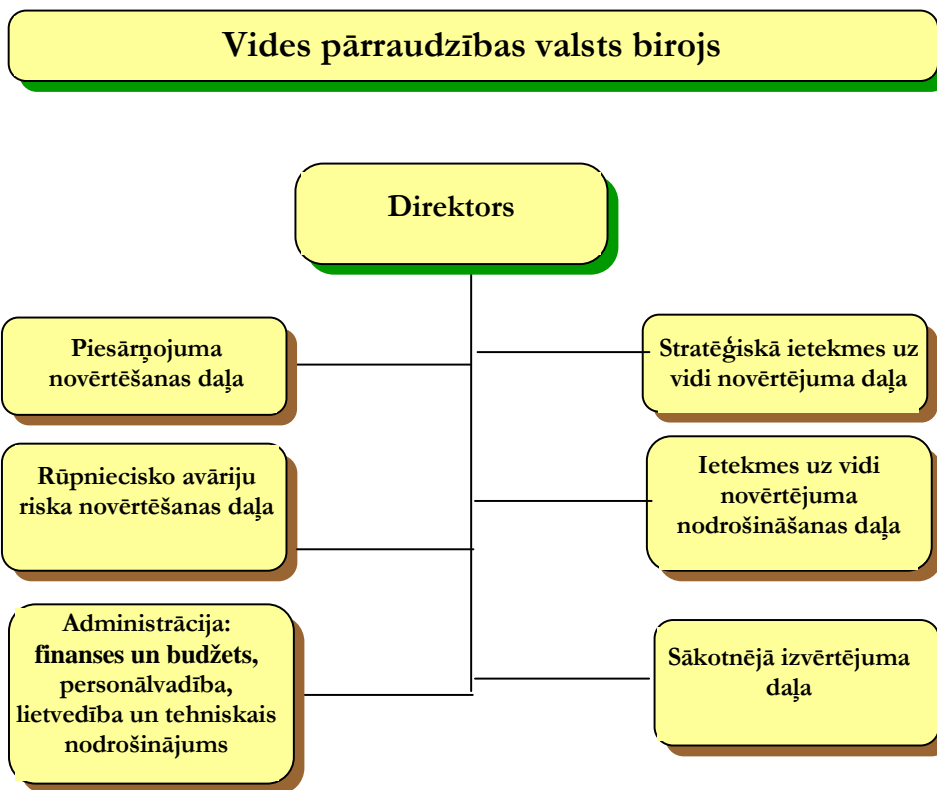 Vides pārraudzības valsts birojs
Direktors
Piesārņojuma
novērtēšanas daļa
Stratēģiskā ietekmes uz
vidi novērtējuma daļa
Rūpniecisko avāriju
riska novērtēšanas daļa
Ietekmes uz vidi
novērtējuma
nodrošināšanas daļa
Administrācija:
finanses un budžets,
personālvadība,
lietvedība un tehniskais
nodrošinājums
Sākotnējā izvērtējuma
daļa